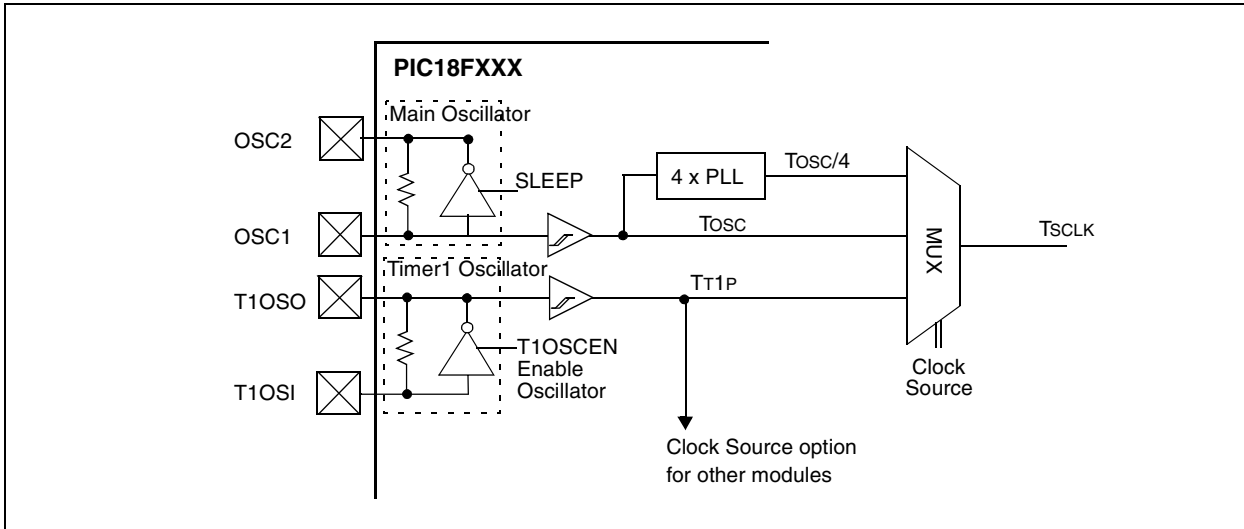 PIC18FXXX
Main Oscillator
OSC2
SLEEP
4 x PLL
TOSC/4
OSC1
TOSC
MUX
TSCLK
Timer1 Oscillator
T1OSO
TT1P
T1OSCEN
Enable
Oscillator
T1OSI
Clock
Source
Clock Source option
for other modules